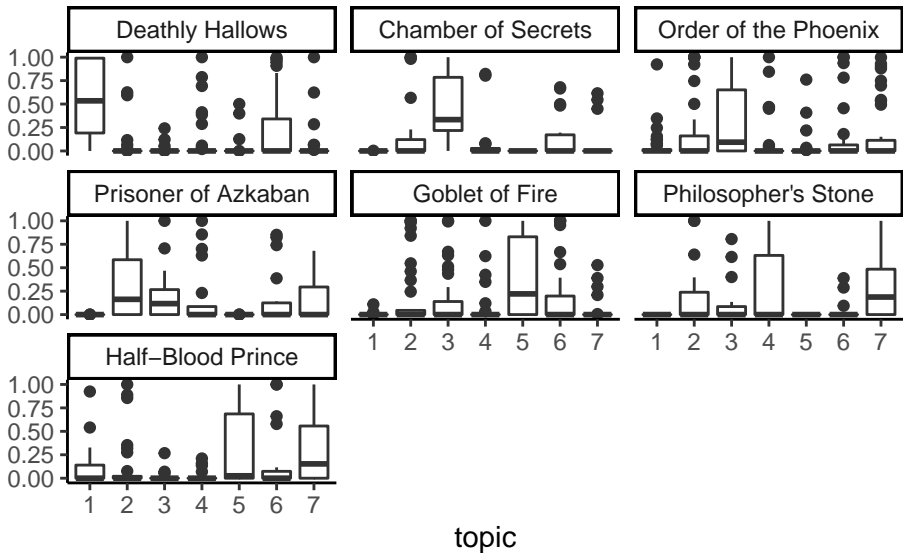 Deathly Hallows
Chamber of Secrets
Order of the Phoenix
1.00
0.75
0.50
0.25
0.00
Prisoner of Azkaban
Goblet of Fire
Philosopher's Stone
1.00
0.75
0.50
0.25
0.00
1 2 3 4 5 6 7
1 2 3 4 5 6 7
Half−Blood Prince
1.00
0.75
0.50
0.25
0.00
1 2 3 4 5 6 7
topic